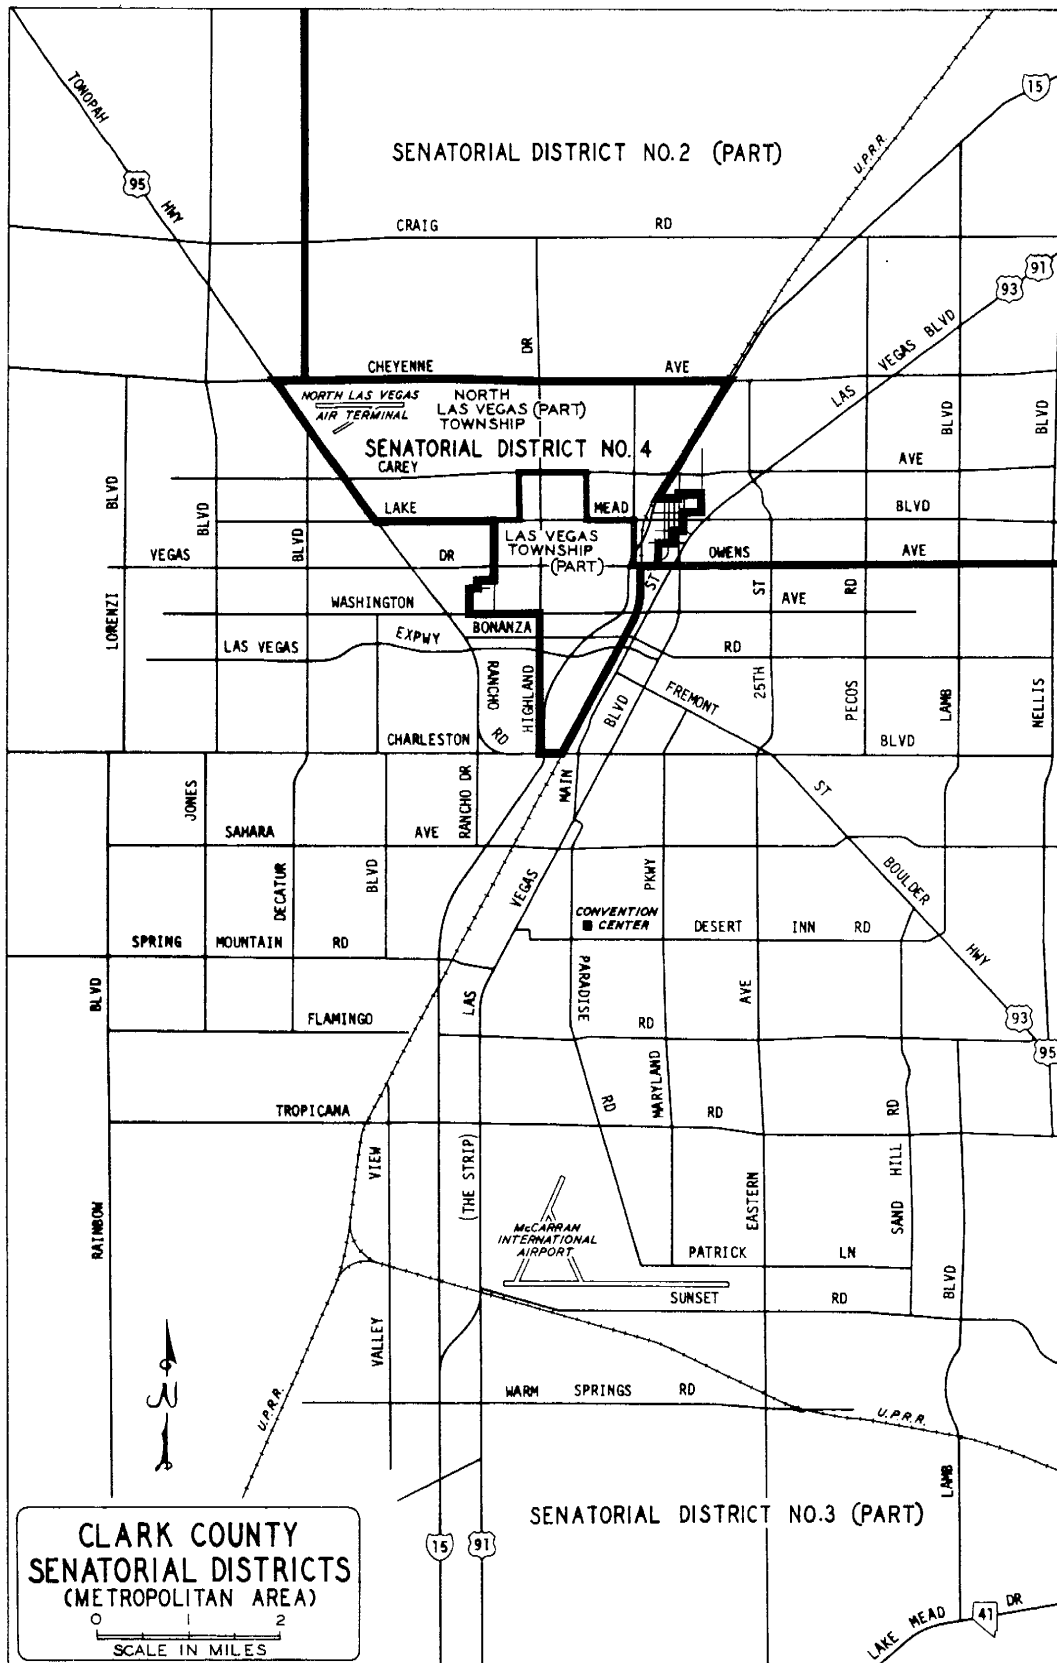 15
TONOPAH
95
HWY
SENATORIAL DISTRICT NO.2 (PART)
U.P.R.R.
CRAIG RD
91
93
LAS VEGAS BLVD
DR
CHEYENNE AVE
NORTH LAS VEGAS
AIR TERMINAL
NORTH
LAS VEGAS (PART)
TOWNSHIP
SENATORIAL DISTRICT NO. 4
BLVD
BLVD
CAREY AVE
BLVD
BLVD
BLVD
LAKE MEAD BLVD
LAS VEGAS
TOWNSHIP
(PART)
VEGAS DR
OWENS AVE
ST
ST
RD
WASHINGTON AVE
LORENZI
BONANZA RD
LAS VEGAS EXPWY
RANCHO
RD
HIGHLAND
BLVD
FREMONT
25TH
PECOS
LAMB
NELLIS
CHARLESTON BLVD
JONES
RANCHO DR
MAIN
ST
SAHARA AVE
DECATUR
BLVD
VEGAS
PKWY
BOULDER
CONVENTION
CENTER
DESERT INN RD
SPRING MOUNTAIN RD
HWY
BLVD
LAS
PARADISE
AVE
93
FLAMINGO RD
95
MARYLAND
RD
TROPICANA RD
RD
VIEW
(THE STRIP)
HILL
SAND
EASTERN
RAINBOW
McCARRAN
INTERNATIONAL
AIRPORT
PATRICK LN
BLVD
SUNSET RD
VALLEY
N
WARM SPRINGS RD
U.P.R.R.
U.P.R.R.
LAMB
SENATORIAL DISTRICT NO.3 (PART)
15
91
CLARK COUNTY
SENATORIAL DISTRICTS
(METROPOLITAN AREA)
0 1 2
SCALE IN MILES
LAKE MEAD DR
41